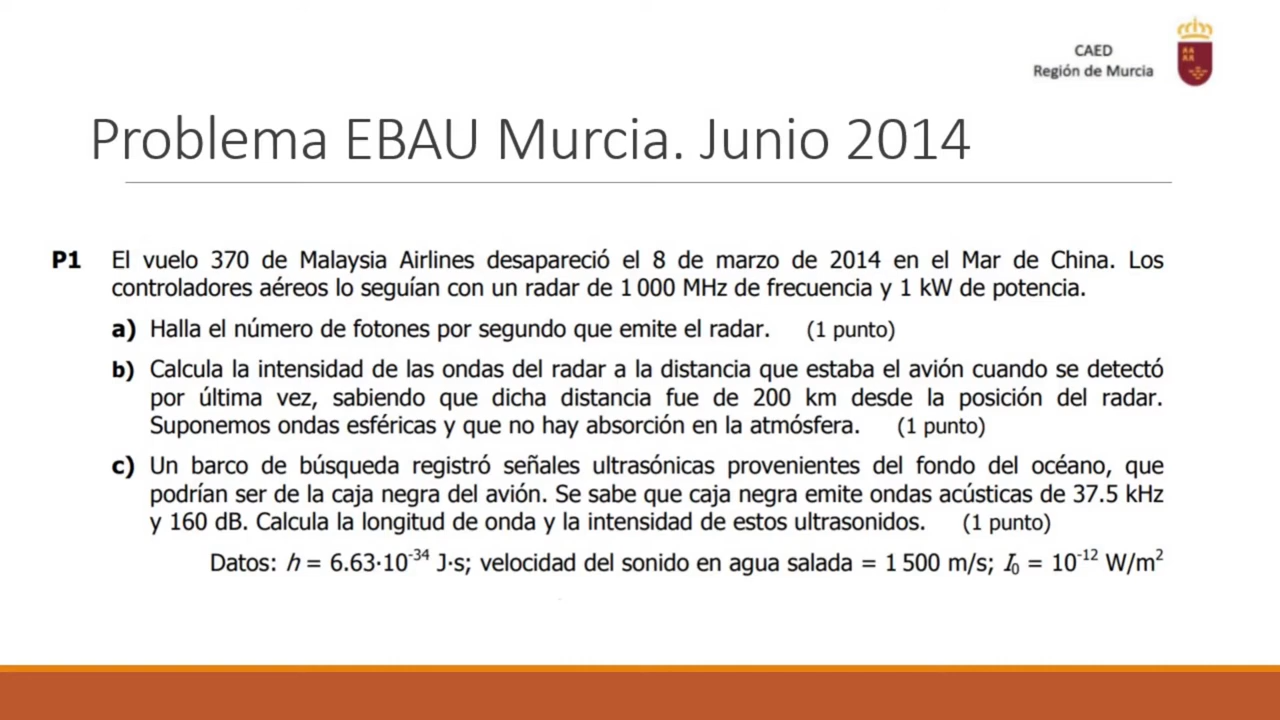 CAED
Región de Murcia
Problema EBAU Murcia. Junio 2014
P1 El vuelo 370 de Malaysia Airlines desapareció el 8 de marzo de 2014 en el Mar de China. Los
controladores aéreos lo seguían con un radar de 1 000 MHz de frecuencia y 1 kW de potencia.
a) Halla el número de fotones por segundo que emite el radar. (1 punto)
b) Calcula la intensidad de las ondas del radar a la distancia que estaba el avión cuando se detectó
por última vez, sabiendo que dicha distancia fue de 200 km desde la posición del radar.
Suponemos ondas esféricas y que no hay absorción en la atmósfera. (1 punto)
c) Un barco de búsqueda registró señales ultrasónicas provenientes del fondo del océano, que
podrían ser de la caja negra del avión. Se sabe que caja negra emite ondas acústicas de 37.5 kHz
y 160 dB. Calcula la longitud de onda y la intensidad de estos ultrasonidos. (1 punto)
Datos: h = 6.63·10⁻³⁴ J·s; velocidad del sonido en agua salada = 1 500 m/s; I₀ = 10⁻¹² W/m²